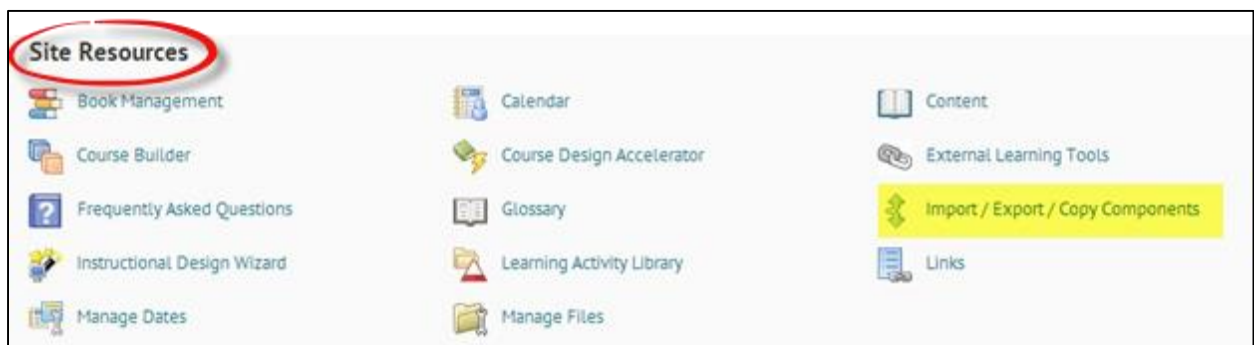 Site Resources
Book Management
Calendar
Content
Course Builder
Course Design Accelerator
External Learning Tools
Frequently Asked Questions
Glossary
Import / Export / Copy Components
Instructional Design Wizard
Learning Activity Library
Links
Manage Dates
Manage Files